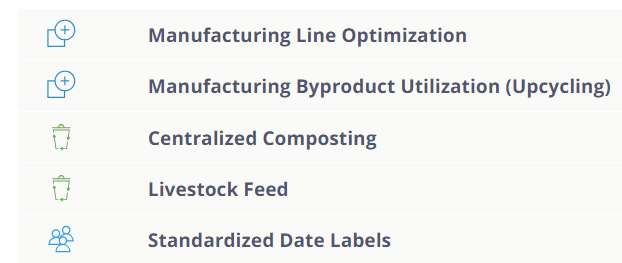 Manufacturing Line Optimization
Manufacturing Byproduct Utilization (Upcycling)
Centralized Composting
Livestock Feed
Standardized Date Labels